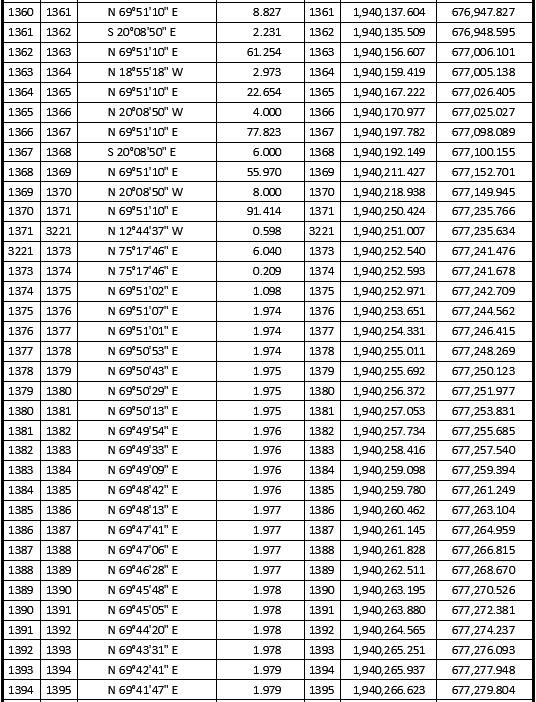 1360 1361 N 69°51'10" E 8.827 1361 1,940,137.604 676,947.827
1361 1362 S 20°08'50" E 2.231 1362 1,940,135.509 676,948.595
1362 1363 N 69°51'10" E 61.254 1363 1,940,156.607 677,006.101
1363 1364 N 18°55'18" W 2.973 1364 1,940,159.419 677,005.138
1364 1365 N 69°51'10" E 22.654 1365 1,940,167.222 677,026.405
1365 1366 N 20°08'50" W 4.000 1366 1,940,170.977 677,025.027
1366 1367 N 69°51'10" E 77.823 1367 1,940,197.782 677,098.089
1367 1368 S 20°08'50" E 6.000 1368 1,940,192.149 677,100.155
1368 1369 N 69°51'10" E 55.970 1369 1,940,211.427 677,152.701
1369 1370 N 20°08'50" W 8.000 1370 1,940,218.938 677,149.945
1370 1371 N 69°51'10" E 91.414 1371 1,940,250.424 677,235.766
1371 3221 N 12°44'37" W 0.598 3221 1,940,251.007 677,235.634
3221 1373 N 75°17'46" E 6.040 1373 1,940,252.540 677,241.476
1373 1374 N 75°17'46" E 0.209 1374 1,940,252.593 677,241.678
1374 1375 N 69°51'02" E 1.098 1375 1,940,252.971 677,242.709
1375 1376 N 69°51'07" E 1.974 1376 1,940,253.651 677,244.562
1376 1377 N 69°51'01" E 1.974 1377 1,940,254.331 677,246.415
1377 1378 N 69°50'53" E 1.974 1378 1,940,255.011 677,248.269
1378 1379 N 69°50'43" E 1.975 1379 1,940,255.692 677,250.123
1379 1380 N 69°50'29" E 1.975 1380 1,940,256.372 677,251.977
1380 1381 N 69°50'13" E 1.975 1381 1,940,257.053 677,253.831
1381 1382 N 69°49'54" E 1.976 1382 1,940,257.734 677,255.685
1382 1383 N 69°49'33" E 1.976 1383 1,940,258.416 677,257.540
1383 1384 N 69°49'09" E 1.976 1384 1,940,259.098 677,259.394
1384 1385 N 69°48'42" E 1.976 1385 1,940,259.780 677,261.249
1385 1386 N 69°48'13" E 1.977 1386 1,940,260.462 677,263.104
1386 1387 N 69°47'41" E 1.977 1387 1,940,261.145 677,264.959
1387 1388 N 69°47'06" E 1.977 1388 1,940,261.828 677,266.815
1388 1389 N 69°46'28" E 1.977 1389 1,940,262.511 677,268.670
1389 1390 N 69°45'48" E 1.978 1390 1,940,263.195 677,270.526
1390 1391 N 69°45'05" E 1.978 1391 1,940,263.880 677,272.381
1391 1392 N 69°44'20" E 1.978 1392 1,940,264.565 677,274.237
1392 1393 N 69°43'31" E 1.978 1393 1,940,265.251 677,276.093
1393 1394 N 69°42'41" E 1.979 1394 1,940,265.937 677,277.948
1394 1395 N 69°41'47" E 1.979 1395 1,940,266.623 677,279.804